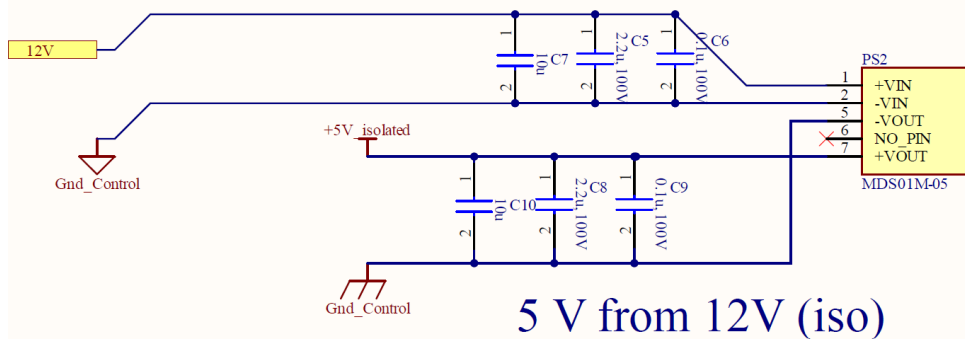 12V
Gnd_Control
1
2
C7
10u
1
2
C5
2.2u, 100V
1
2
C6
0.1u, 100V
PS2
1
+VIN
2
-VIN
5
-VOUT
6
NO_PIN
7
+VOUT
MDS01M-05
+5V_isolated
1
2
C10
10u
1
2
C8
2.2u, 100V
1
2
C9
0.1u, 100V
Gnd_Control
5 V from 12V (iso)